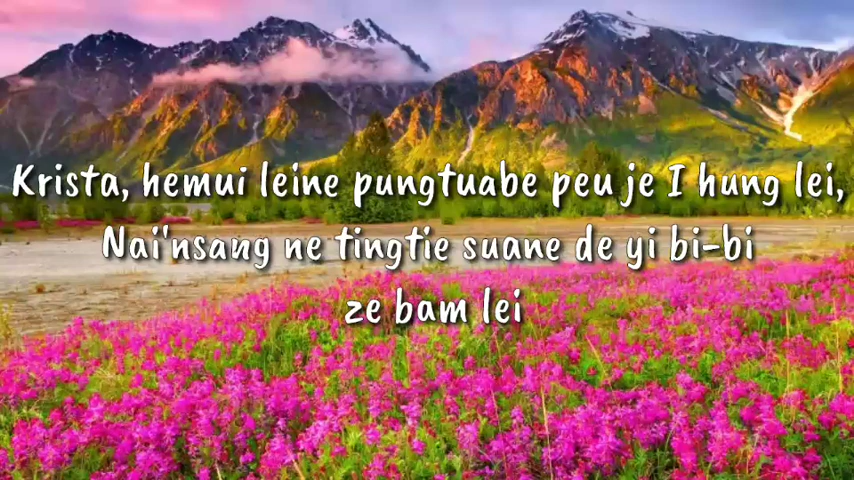 Krista, hemui leine pungtuabe peu je I hung lei,
Nai'nsang ne tingtie suane de yi bi-bi
ze bam lei